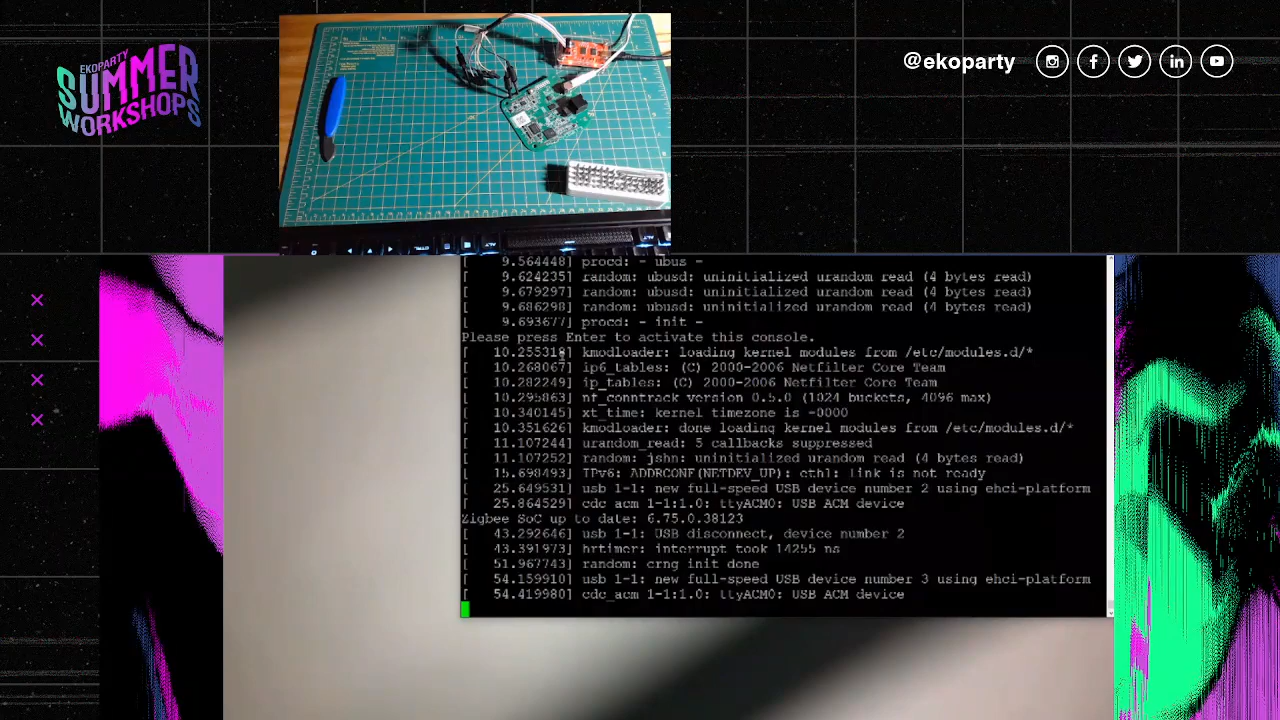 EKOPARTY
SUMMER
WORKSHOPS
@ekoparty
[    9.564448] procd: - ubus -
[    9.624235] random: ubusd: uninitialized urandom read (4 bytes read)
[    9.679297] random: ubusd: uninitialized urandom read (4 bytes read)
[    9.686298] random: ubusd: uninitialized urandom read (4 bytes read)
[    9.693677] procd: - init -
Please press Enter to activate this console.
[   10.255318] kmodloader: loading kernel modules from /etc/modules.d/*
[   10.268067] ip6_tables: (C) 2000-2006 Netfilter Core Team
[   10.282249] ip_tables: (C) 2000-2006 Netfilter Core Team
[   10.295863] nf_conntrack version 0.5.0 (1024 buckets, 4096 max)
[   10.340145] xt_time: kernel timezone is -0000
[   10.351626] kmodloader: done loading kernel modules from /etc/modules.d/*
[   11.107244] urandom_read: 5 callbacks suppressed
[   11.107252] random: jshn: uninitialized urandom read (4 bytes read)
[   15.698493] IPv6: ADDRCONF(NETDEV_UP): eth1: link is not ready
[   25.649531] usb 1-1: new full-speed USB device number 2 using ehci-platform
[   25.864529] cdc_acm 1-1:1.0: ttyACM0: USB ACM device
Zigbee SoC up to date: 6.75.0.38123
[   43.292646] usb 1-1: USB disconnect, device number 2
[   43.391973] hrtimer: interrupt took 14255 ns
[   51.967743] random: crng init done
[   54.159910] usb 1-1: new full-speed USB device number 3 using ehci-platform
[   54.419980] cdc_acm 1-1:1.0: ttyACM0: USB ACM device